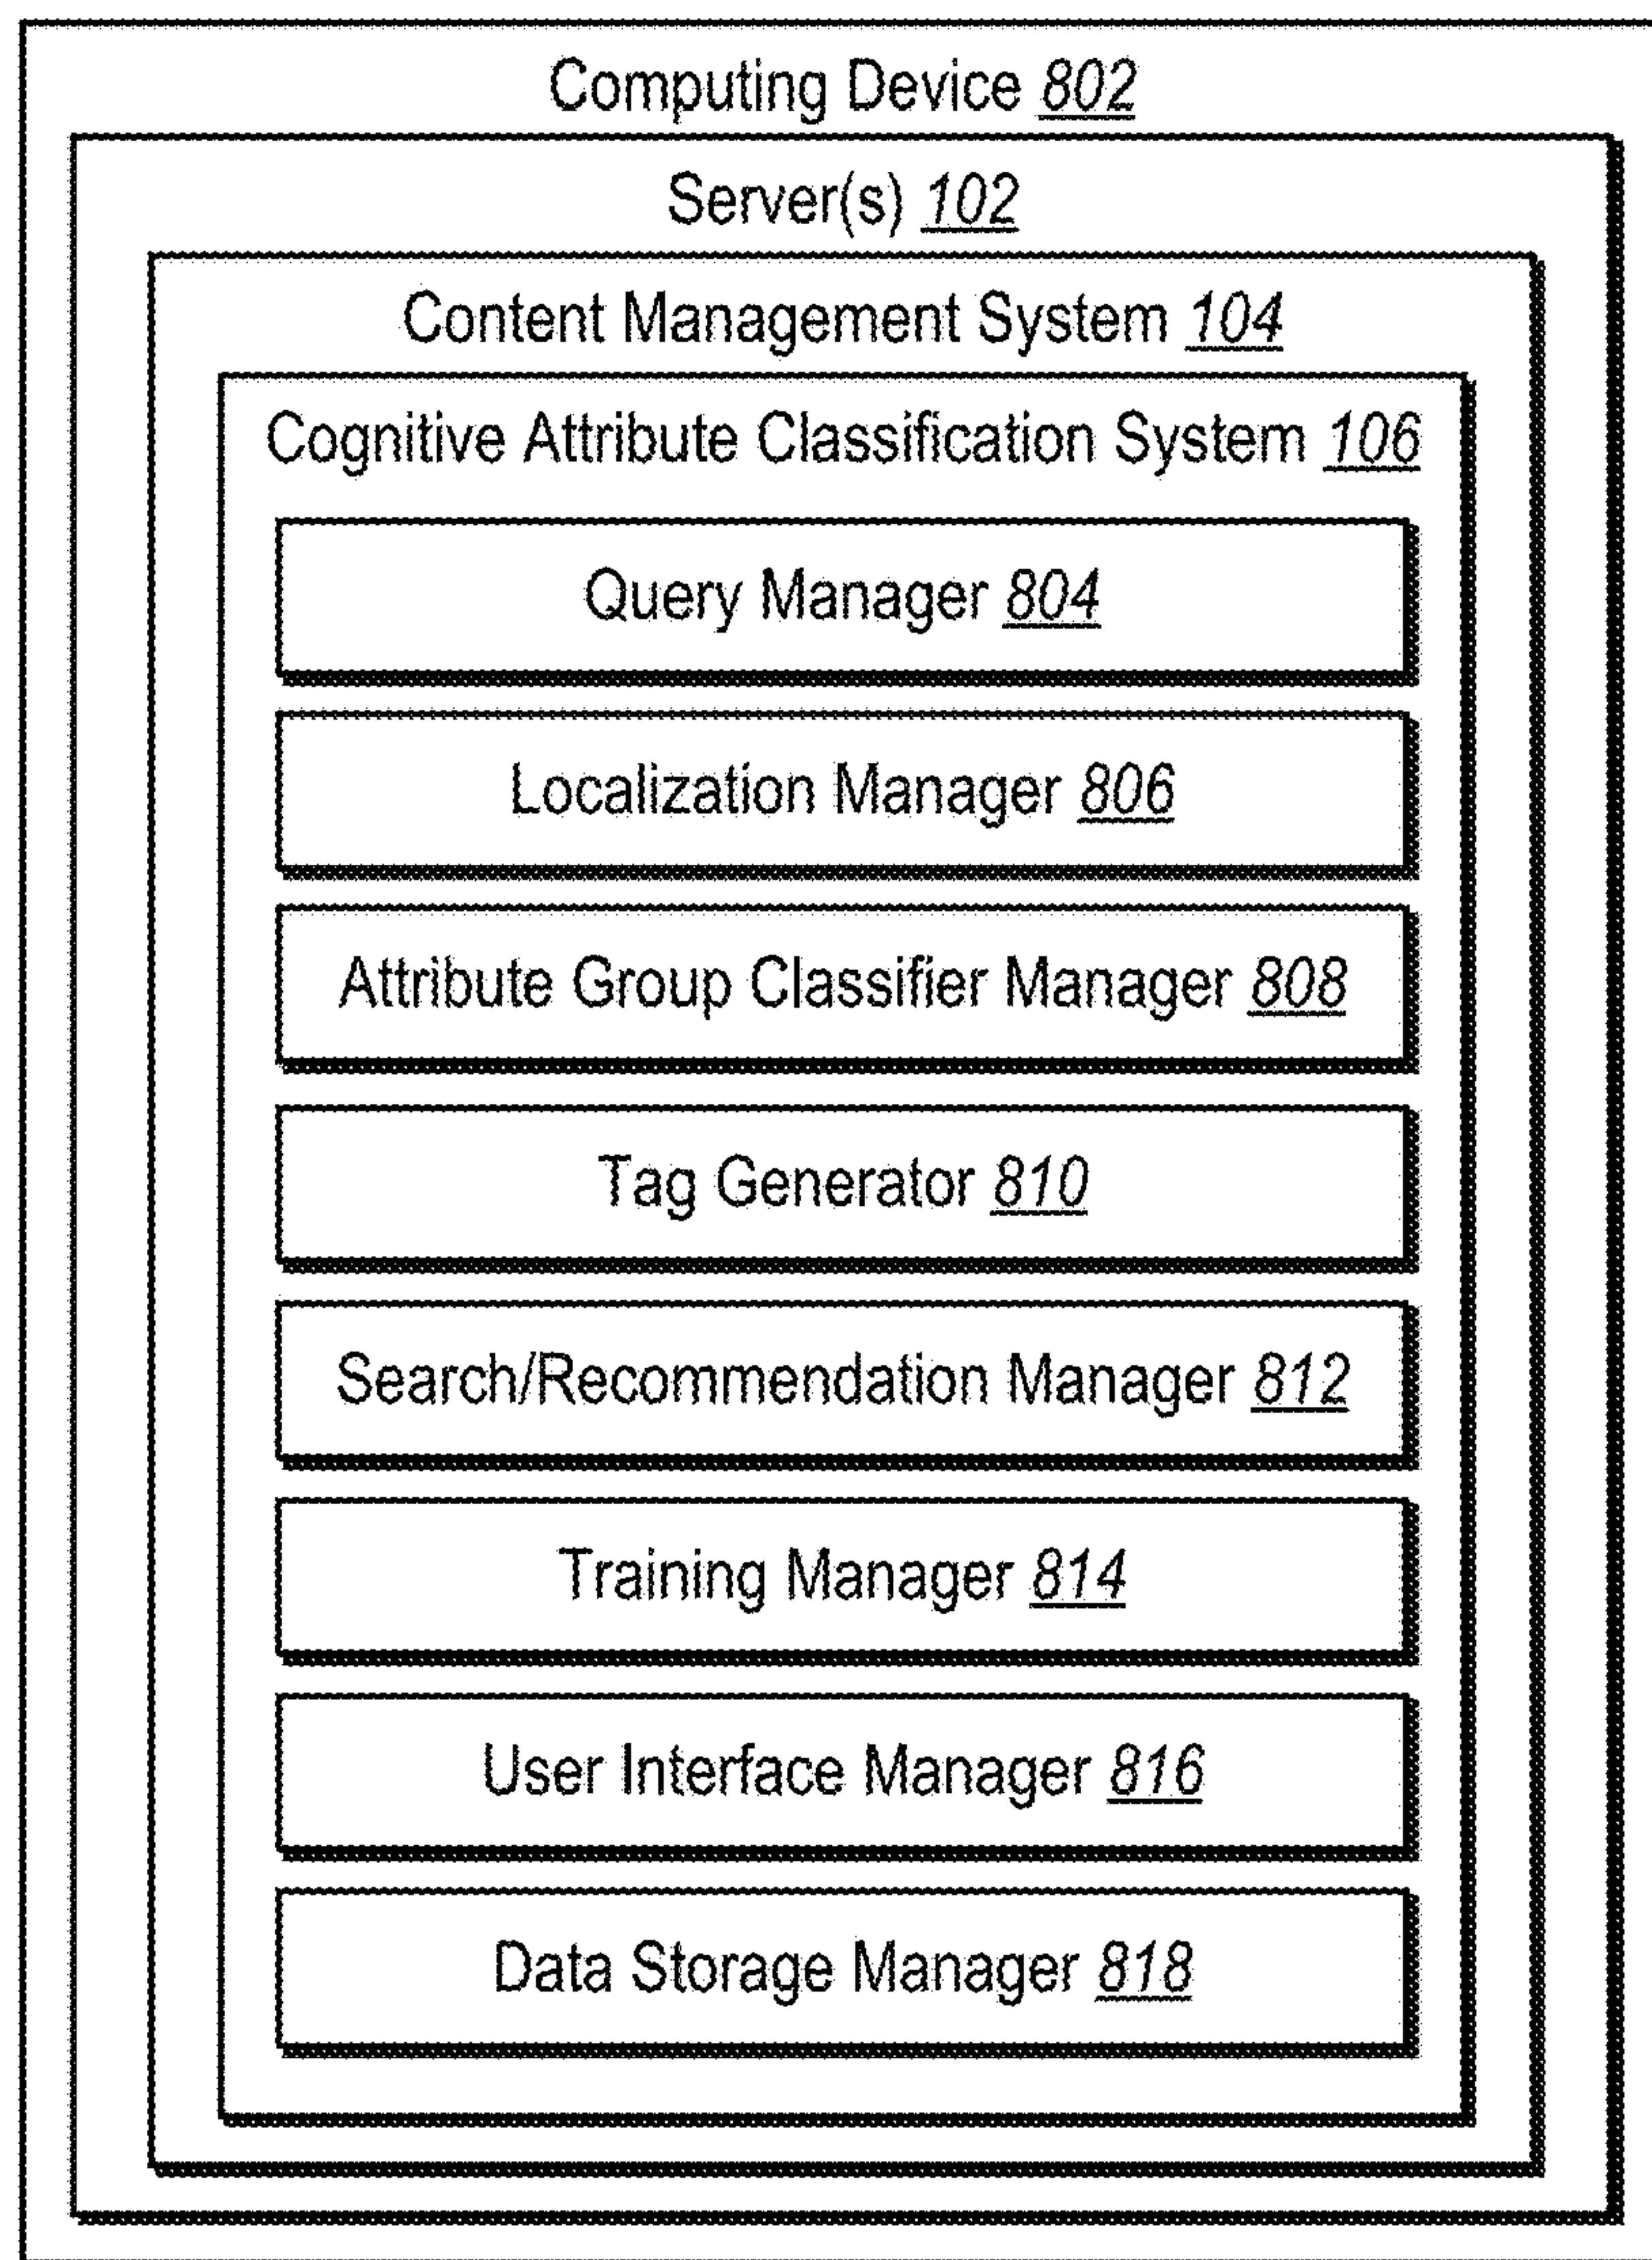 Computing Device 802
Server(s) 102
Content Management System 104
Cognitive Attribute Classification System 106
Query Manager 804
Localization Manager 806
Attribute Group Classifier Manager 808
Tag Generator 810
Search/Recommendation Manager 812
Training Manager 814
User Interface Manager 816
Data Storage Manager 818